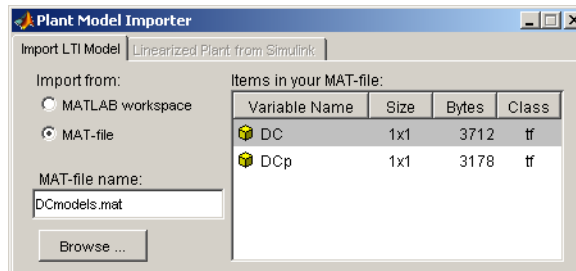 Plant Model Importer
Import LTI Model Linearized Plant from Simulink
Import from: Items in your MAT-file:
MATLAB workspace Variable Name Size Bytes Class
MAT-file DC 1x1 3712 tf
DCp 1x1 3178 tf
MAT-file name:
DCmodels.mat
Browse ...